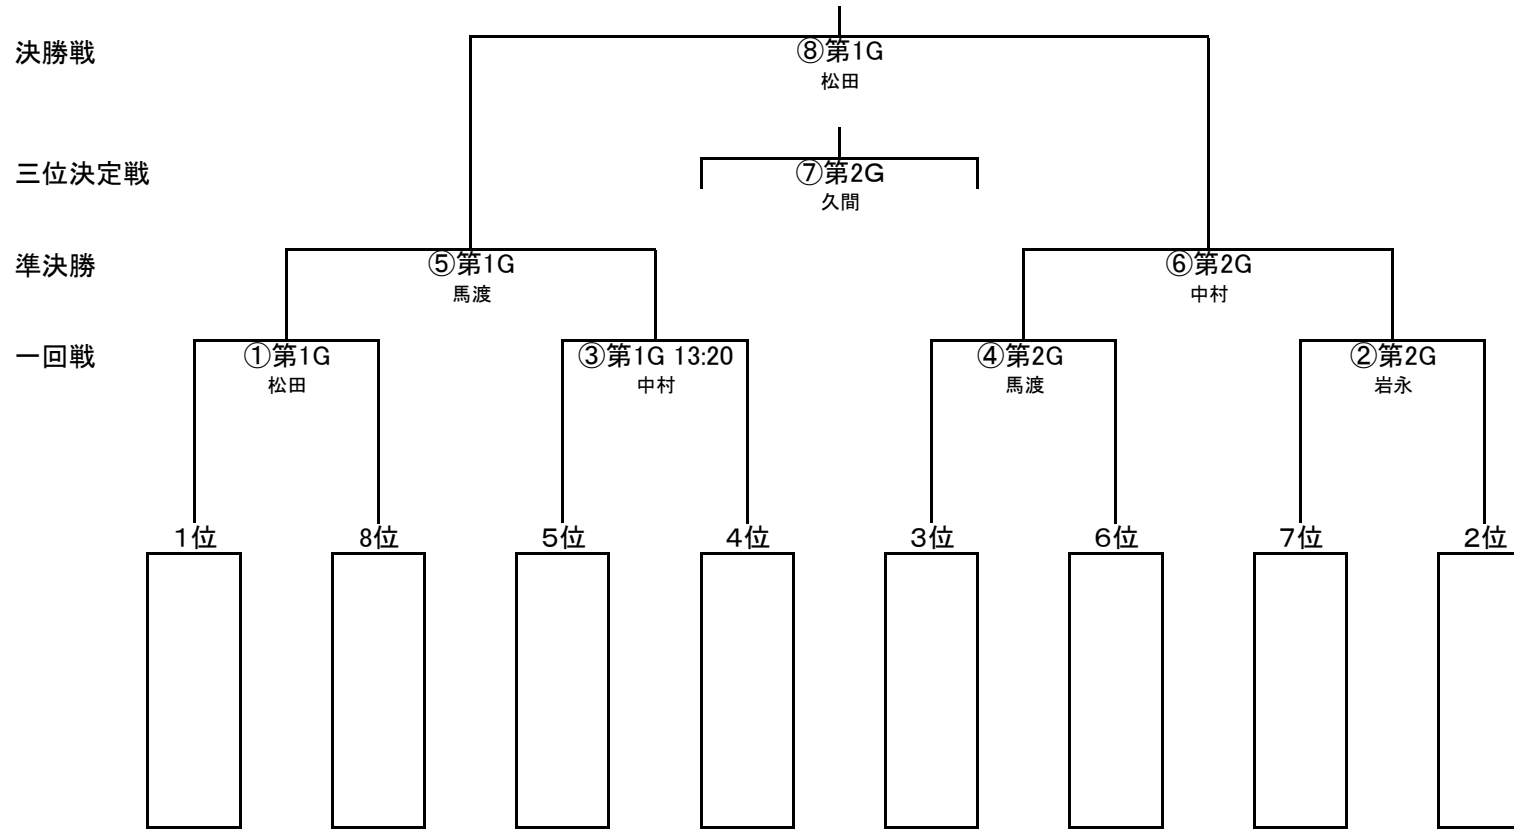 決勝戦
⑧第1G
松田
三位決定戦
⑦第2G
久間
準決勝
⑤第1G
馬渡
⑥第2G
中村
一回戦
①第1G
松田
③第1G 13:20
中村
④第2G
馬渡
②第2G
岩永
１位
8位
５位
４位
３位
６位
７位
２位